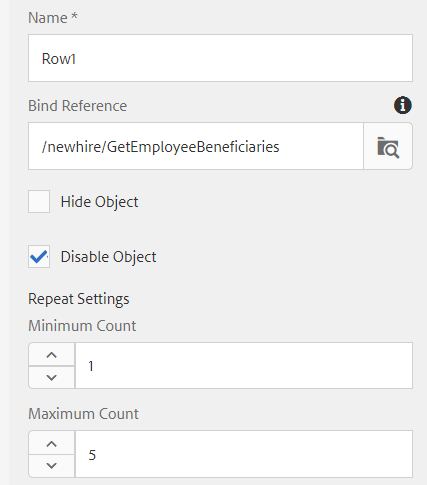 Name *
Row1
Bind Reference
/newhire/GetEmployeeBeneficiaries
Hide Object
Disable Object
Repeat Settings
Minimum Count
1
Maximum Count
5